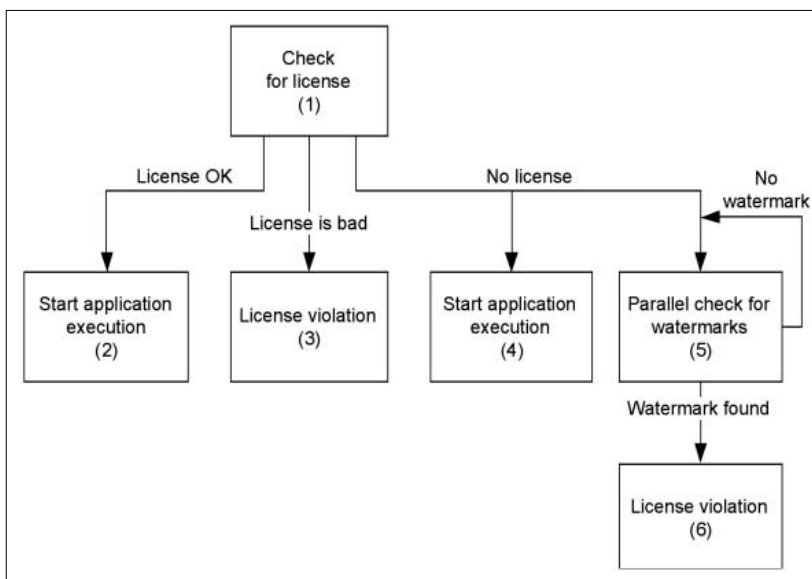 Check
for license
(1)
License OK
No license
No
watermark
License is bad
Start application
execution
(2)
License violation
(3)
Start application
execution
(4)
Parallel check for
watermarks
(5)
Watermark found
License violation
(6)